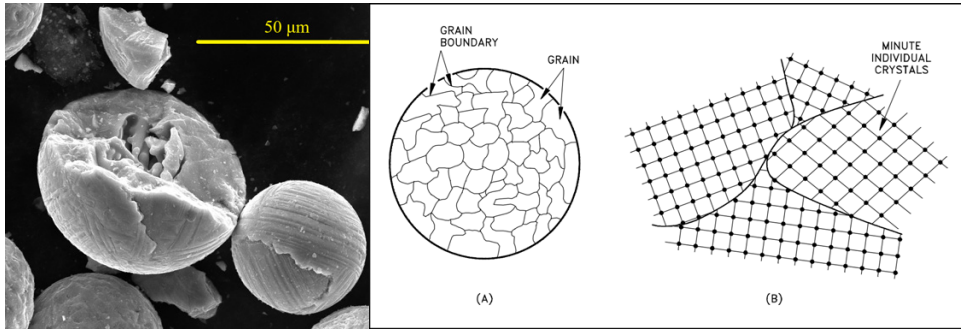 50 μm
GRAIN
BOUNDARY
GRAIN
MINUTE
INDIVIDUAL
CRYSTALS
(A)
(B)